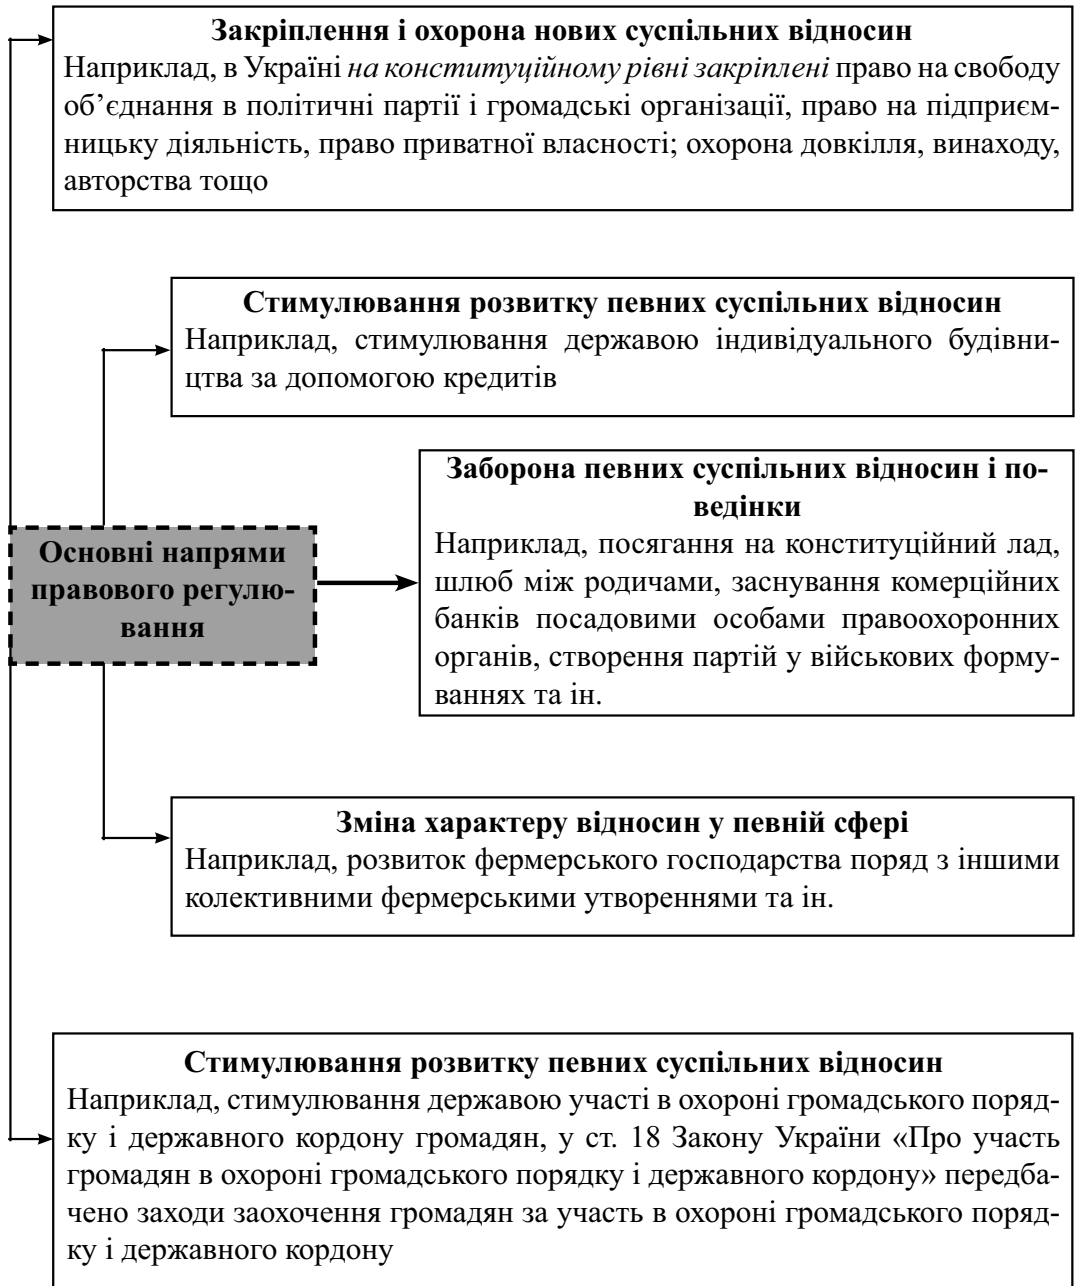 Закріплення і охорона нових суспільних відносин
Наприклад, в Україні на конституційному рівні закріплені право на свободу
об’єднання в політичні партії і громадські організації, право на підприєм-
ницьку діяльність, право приватної власності; охорона довкілля, винаходу,
авторства тощо
Стимулювання розвитку певних суспільних відносин
Наприклад, стимулювання державою індивідуального будівни-
цтва за допомогою кредитів
Заборона певних суспільних відносин і по-
ведінки
Наприклад, посягання на конституційний лад,
шлюб між родичами, заснування комерційних
банків посадовими особами правоохоронних
органів, створення партій у військових форму-
ваннях та ін.
Основні напрями
правового регулю-
вання
Зміна характеру відносин у певній сфері
Наприклад, розвиток фермерського господарства поряд з іншими
колективними фермерськими утвореннями та ін.
Стимулювання розвитку певних суспільних відносин
Наприклад, стимулювання державою участі в охороні громадського поряд-
ку і державного кордону громадян, у ст. 18 Закону України «Про участь
громадян в охороні громадського порядку і державного кордону» передба-
чено заходи заохочення громадян за участь в охороні громадського поряд-
ку і державного кордону